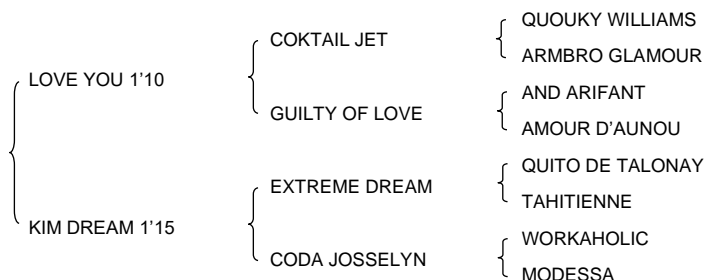 LOVE YOU 1’10
KIM DREAM 1’15
COKTAIL JET
GUILTY OF LOVE
EXTREME DREAM
CODA JOSSELYN
QUOUKY WILLIAMS
ARMBRO GLAMOUR
AND ARIFANT
AMOUR D’AUNOU
QUITO DE TALONAY
TAHITIENNE
WORKAHOLIC
MODESSA